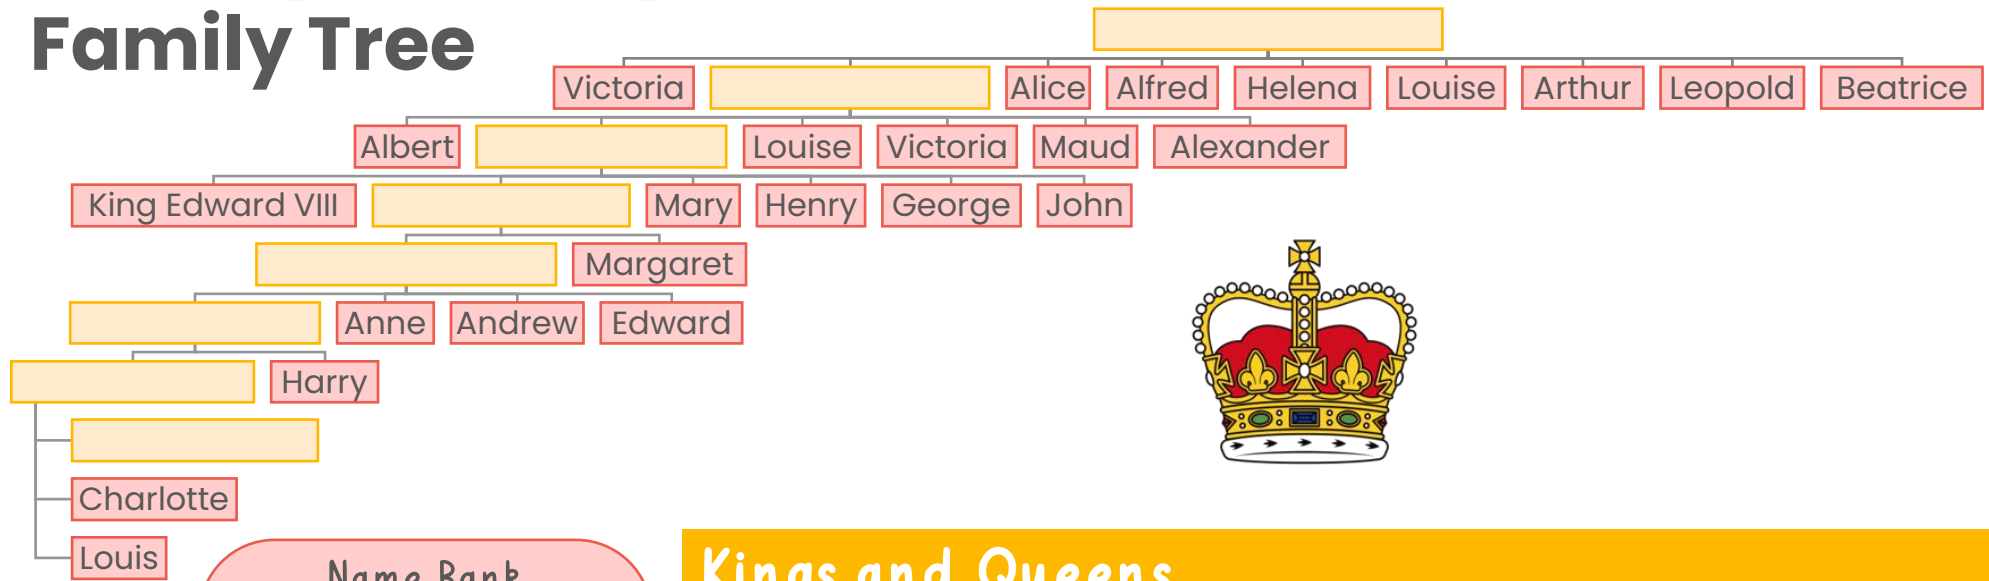 Family Tree
Victoria Alice Alfred Helena Louise Arthur Leopold Beatrice
Albert Louise Victoria Maud Alexander
King Edward VIII Mary Henry George John
Margaret
Anne Andrew Edward
Harry
Charlotte
Louis
Name Bank
Kings and Queens